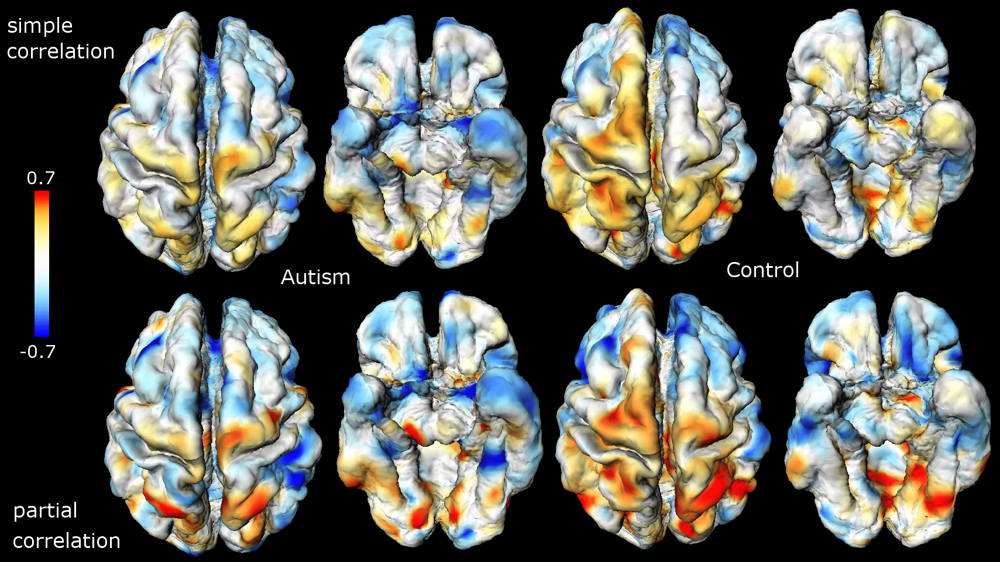 simple
correlation
0.7
-0.7
Autism
Control
partial
correlation